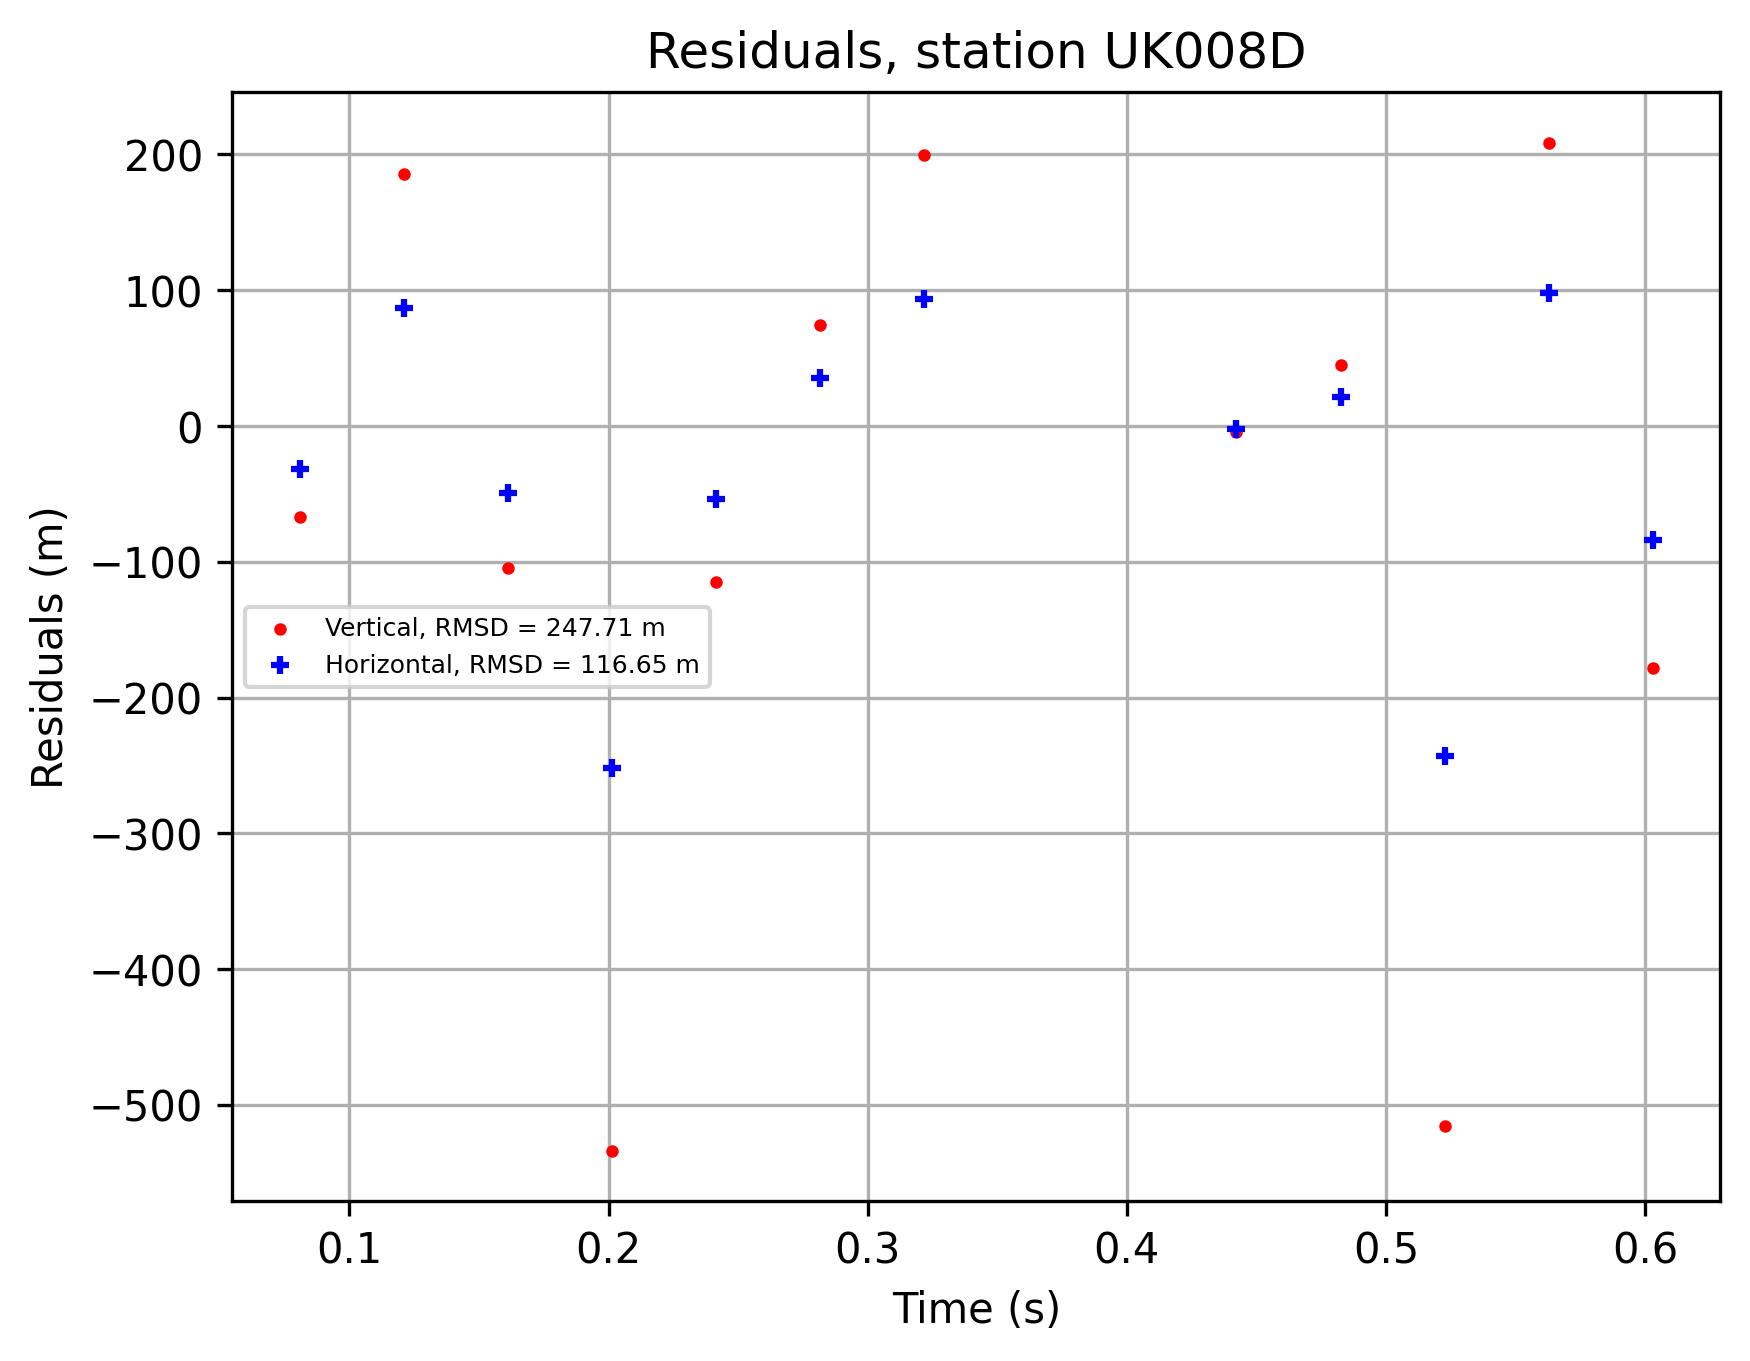 Residuals, station UK008D
200
100
0
−100
−200
−300
−400
−500
Residuals (m)
Vertical, RMSD = 247.71 m
Horizontal, RMSD = 116.65 m
0.1 0.2 0.3 0.4 0.5 0.6
Time (s)